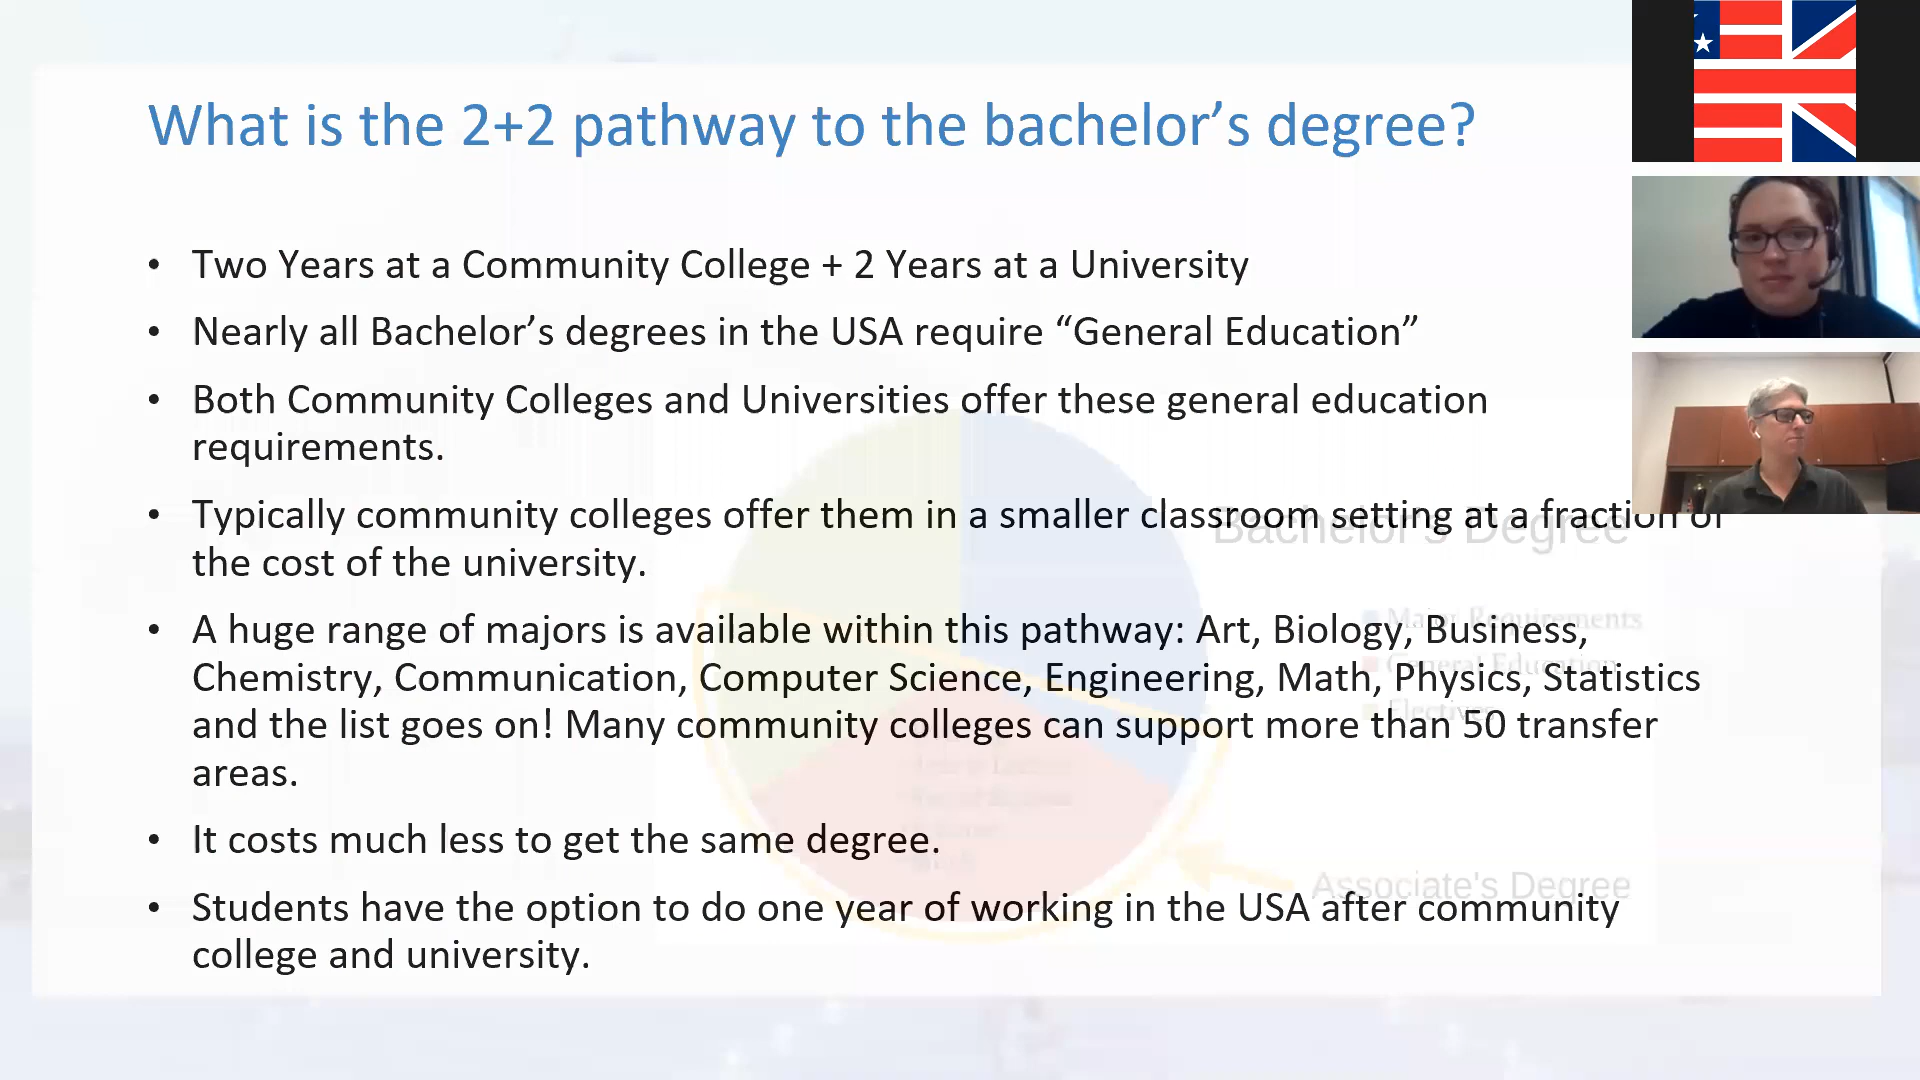 What is the 2+2 pathway to the bachelor’s degree?
• Two Years at a Community College + 2 Years at a University
• Nearly all Bachelor’s degrees in the USA require “General Education”
• Both Community Colleges and Universities offer these general education
requirements.
• Typically community colleges offer them in a smaller classroom setting at a fraction of
the cost of the university.
Bachelor's Degree
• A huge range of majors is available within this pathway: Art, Biology, Business,
Chemistry, Communication, Computer Science, Engineering, Math, Physics, Statistics
and the list goes on! Many community colleges can support more than 50 transfer
areas.
Major Requirements
General Education
Electives
• It costs much less to get the same degree.
Associate's Degree
• Students have the option to do one year of working in the USA after community
college and university.